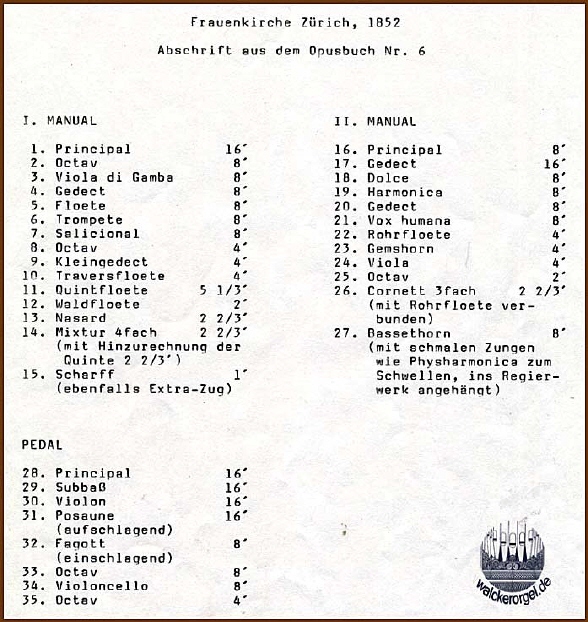 Frauenkirche Zürich, 1852
Abschrift aus dem Opusbuch Nr. 6
I. MANUAL
1. Principal 16´
2. Octav 8´
3. Viola di Gamba 8´
4. Gedect 8´
5. Floete 8´
6. Trompete 8´
7. Salicional 8´
8. Octav 4´
9. Kleingedect 4´
10. Traversfloete 4´
11. Quintfloete 5 1/3´
12. Waldfloete 2´
13. Nasard 2 2/3´
14. Mixtur 4fach 2 2/3´
(mit Hinzurechnung der
Quinte 2 2/3´)
15. Scharff 1´
(ebenfalls Extra-Zug)
II. MANUAL
16. Principal 8´
17. Gedect 16´
18. Dolce 8´
19. Harmonica 8´
20. Gedect 8´
21. Vox humana 8´
22. Rohrfloete 4´
23. Gemshorn 4´
24. Viola 4´
25. Octav 2´
26. Cornett 3fach 2 2/3´
(mit Rohrfloete ver-
bunden)
27. Bassethorn 8´
(mit schmalen Zungen
wie Physharmonica zum
Schwellen, ins Regier-
werk angehängt)
PEDAL
28. Principal 16´
29. Subbaß 16´
30. Violon 16´
31. Posaune 16´
(aufschlagend)
32. Fagott 8´
(einschlagend)
33. Octav 8´
34. Violoncello 8´
35. Octav 4´
walckerorgel.de